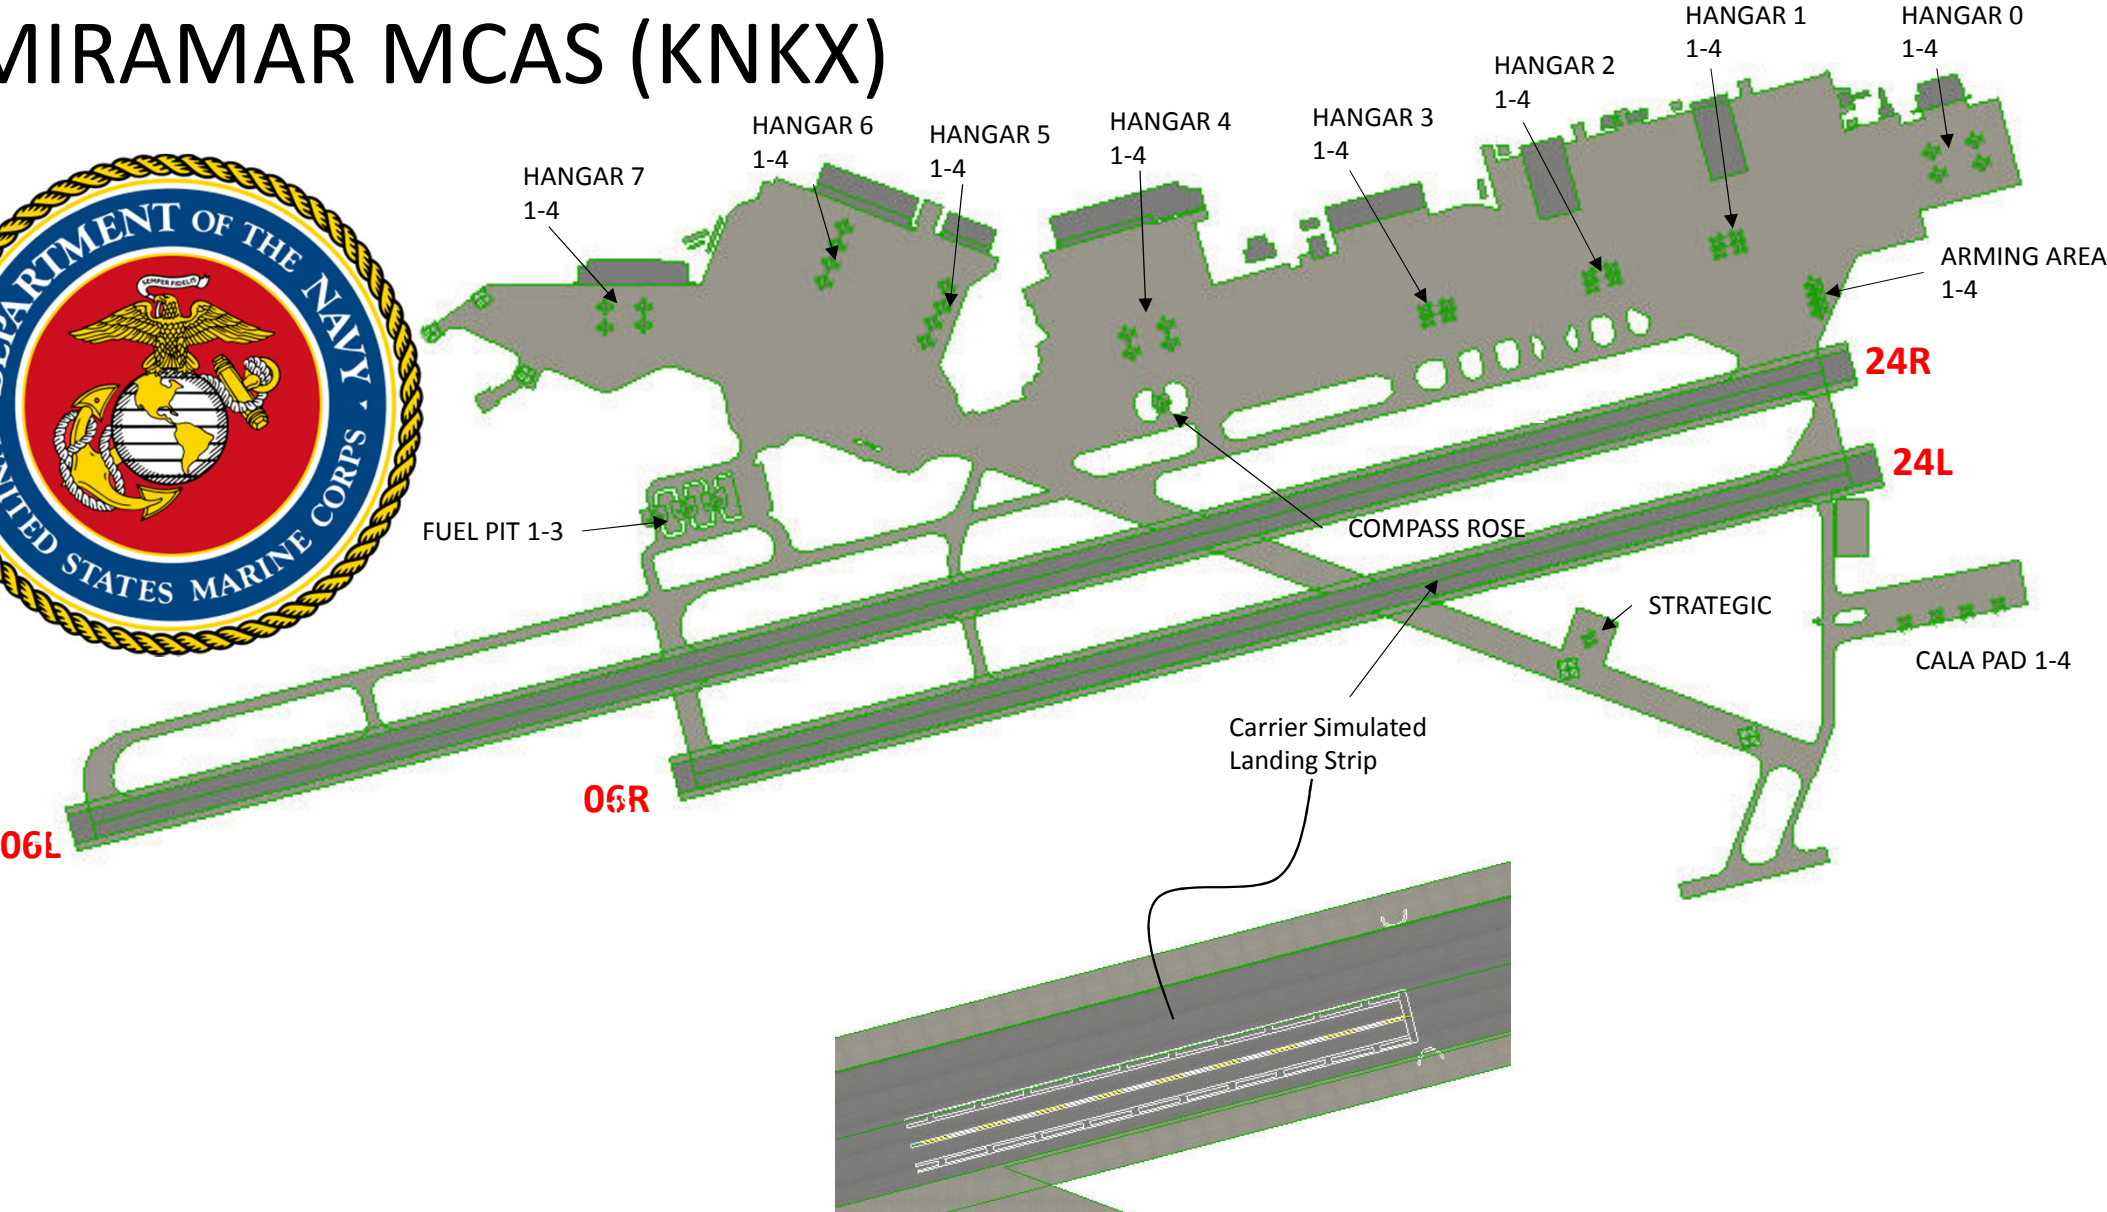 MIRAMAR MCAS (KNKX)
HANGAR 1
1-4
HANGAR 0
1-4
HANGAR 2
1-4
HANGAR 3
1-4
HANGAR 4
1-4
HANGAR 5
1-4
HANGAR 6
1-4
HANGAR 7
1-4
DEPARTMENT OF THE NAVY
SEMPER FIDELIS
UNITED STATES MARINE CORPS
ARMING AREA
1-4
24R
24L
FUEL PIT 1-3
COMPASS ROSE
STRATEGIC
CALA PAD 1-4
Carrier Simulated
Landing Strip
06R
06L